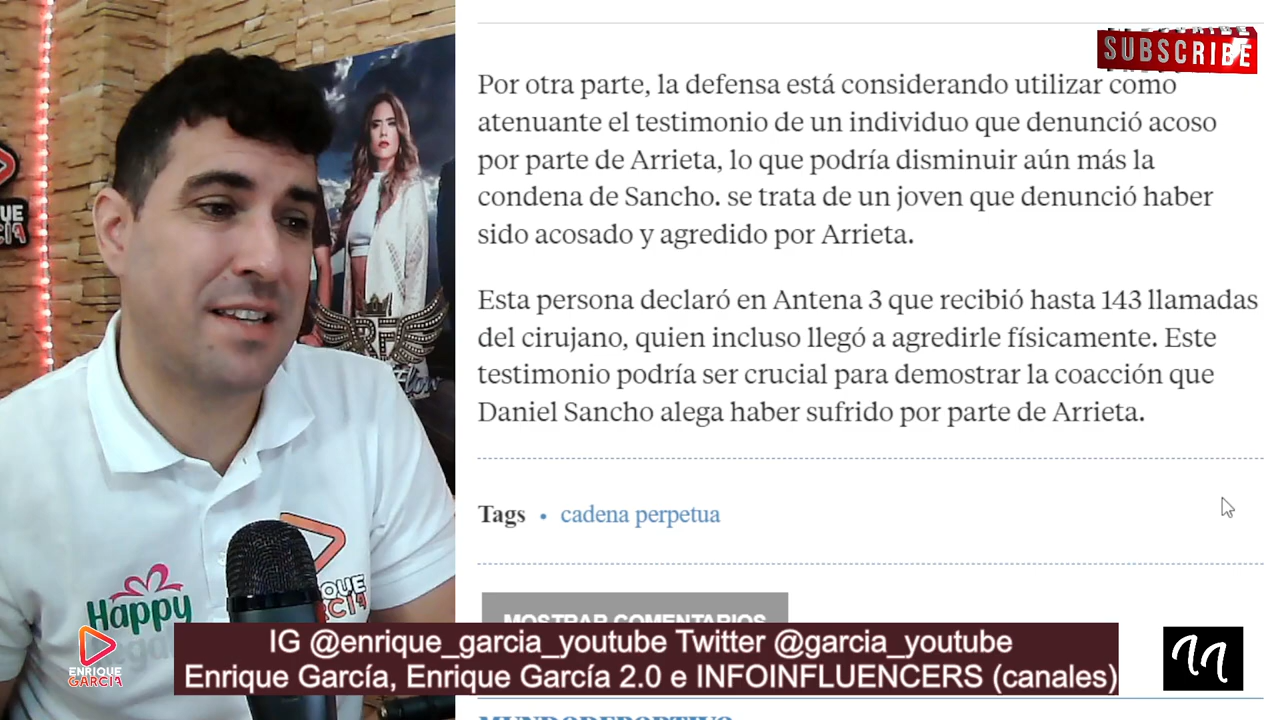 SUBSCRIBE
Por otra parte, la defensa está considerando utilizar como
atenuante el testimonio de un individuo que denunció acoso
por parte de Arrieta, lo que podría disminuir aún más la
condena de Sancho. se trata de un joven que denunció haber
sido acosado y agredido por Arrieta.
Esta persona declaró en Antena 3 que recibió hasta 143 llamadas
del cirujano, quien incluso llegó a agredirle físicamente. Este
testimonio podría ser crucial para demostrar la coacción que
Daniel Sancho alega haber sufrido por parte de Arrieta.
Tags • cadena perpetua
MOSTRAR COMENTARIOS
Happy
ENRIQUE
GARCÍA
IG @enrique_garcia_youtube Twitter @garcia_youtube
Enrique García, Enrique García 2.0 e INFOINFLUENCERS (canales)
MUNDODEPORTIVO